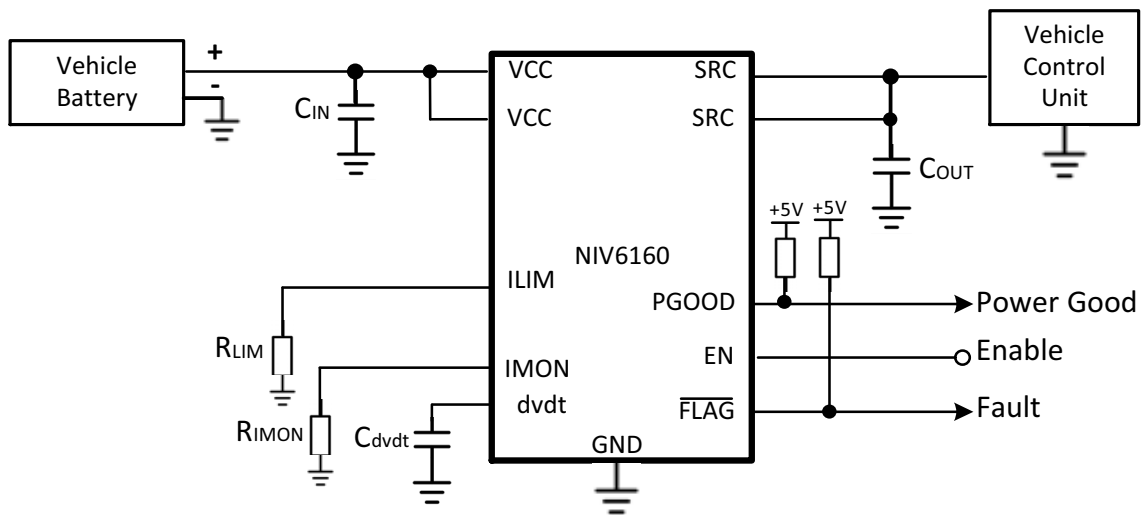 Vehicle
Battery
+
-
CIN
VCC
VCC
SRC
SRC
Vehicle
Control
Unit
COUT
+5V
+5V
NIV6160
ILIM
RLIM
PGOOD
Power Good
EN
Enable
IMON
RIMON
dvdt
Cdvdt
FLAG
Fault
GND